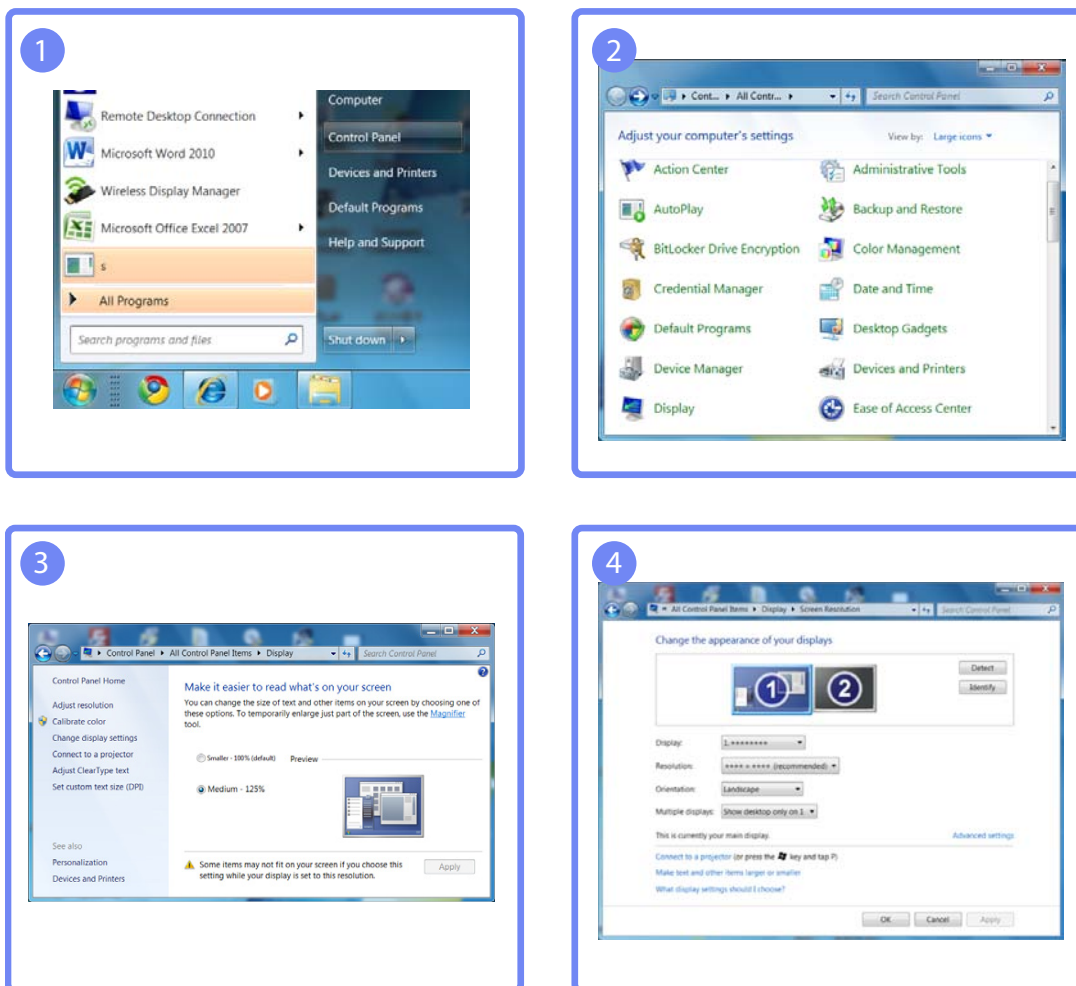 1
Remote Desktop Connection
Microsoft Word 2010
Wireless Display Manager
Microsoft Office Excel 2007
s
All Programs
Search programs and files
Computer
Control Panel
Devices and Printers
Default Programs
Help and Support
Shut down
2
Cont... All Contr...
Search Control Panel
Adjust your computer's settings
View by: Large icons
Action Center
Administrative Tools
AutoPlay
Backup and Restore
BitLocker Drive Encryption
Color Management
Credential Manager
Date and Time
Default Programs
Desktop Gadgets
Device Manager
Devices and Printers
Display
Ease of Access Center
3
Control Panel All Control Panel Items Display
Search Control Panel
Control Panel Home
Adjust resolution
Calibrate color
Change display settings
Connect to a projector
Adjust ClearType text
Set custom text size (DPI)
See also
Personalization
Devices and Printers
Make it easier to read what's on your screen
You can change the size of text and other items on your screen by choosing one of
these options. To temporarily enlarge just part of the screen, use the Magnifier
tool.
Smaller - 100% (default) Preview
Medium - 125%
Some items may not fit on your screen if you choose this
setting while your display is set to this resolution.
Apply
4
All Control Panel Items Display Screen Resolution
Search Control Panel
Change the appearance of your displays
1 2
Detect
Identify
Display: 1. ********
Resolution: **** x **** (recommended)
Orientation: Landscape
Multiple displays: Show desktop only on 1
This is currently your main display.
Advanced settings
Connect to a projector (or press the key and tap P)
Make text and other items larger or smaller
What display settings should I choose?
OK Cancel Apply